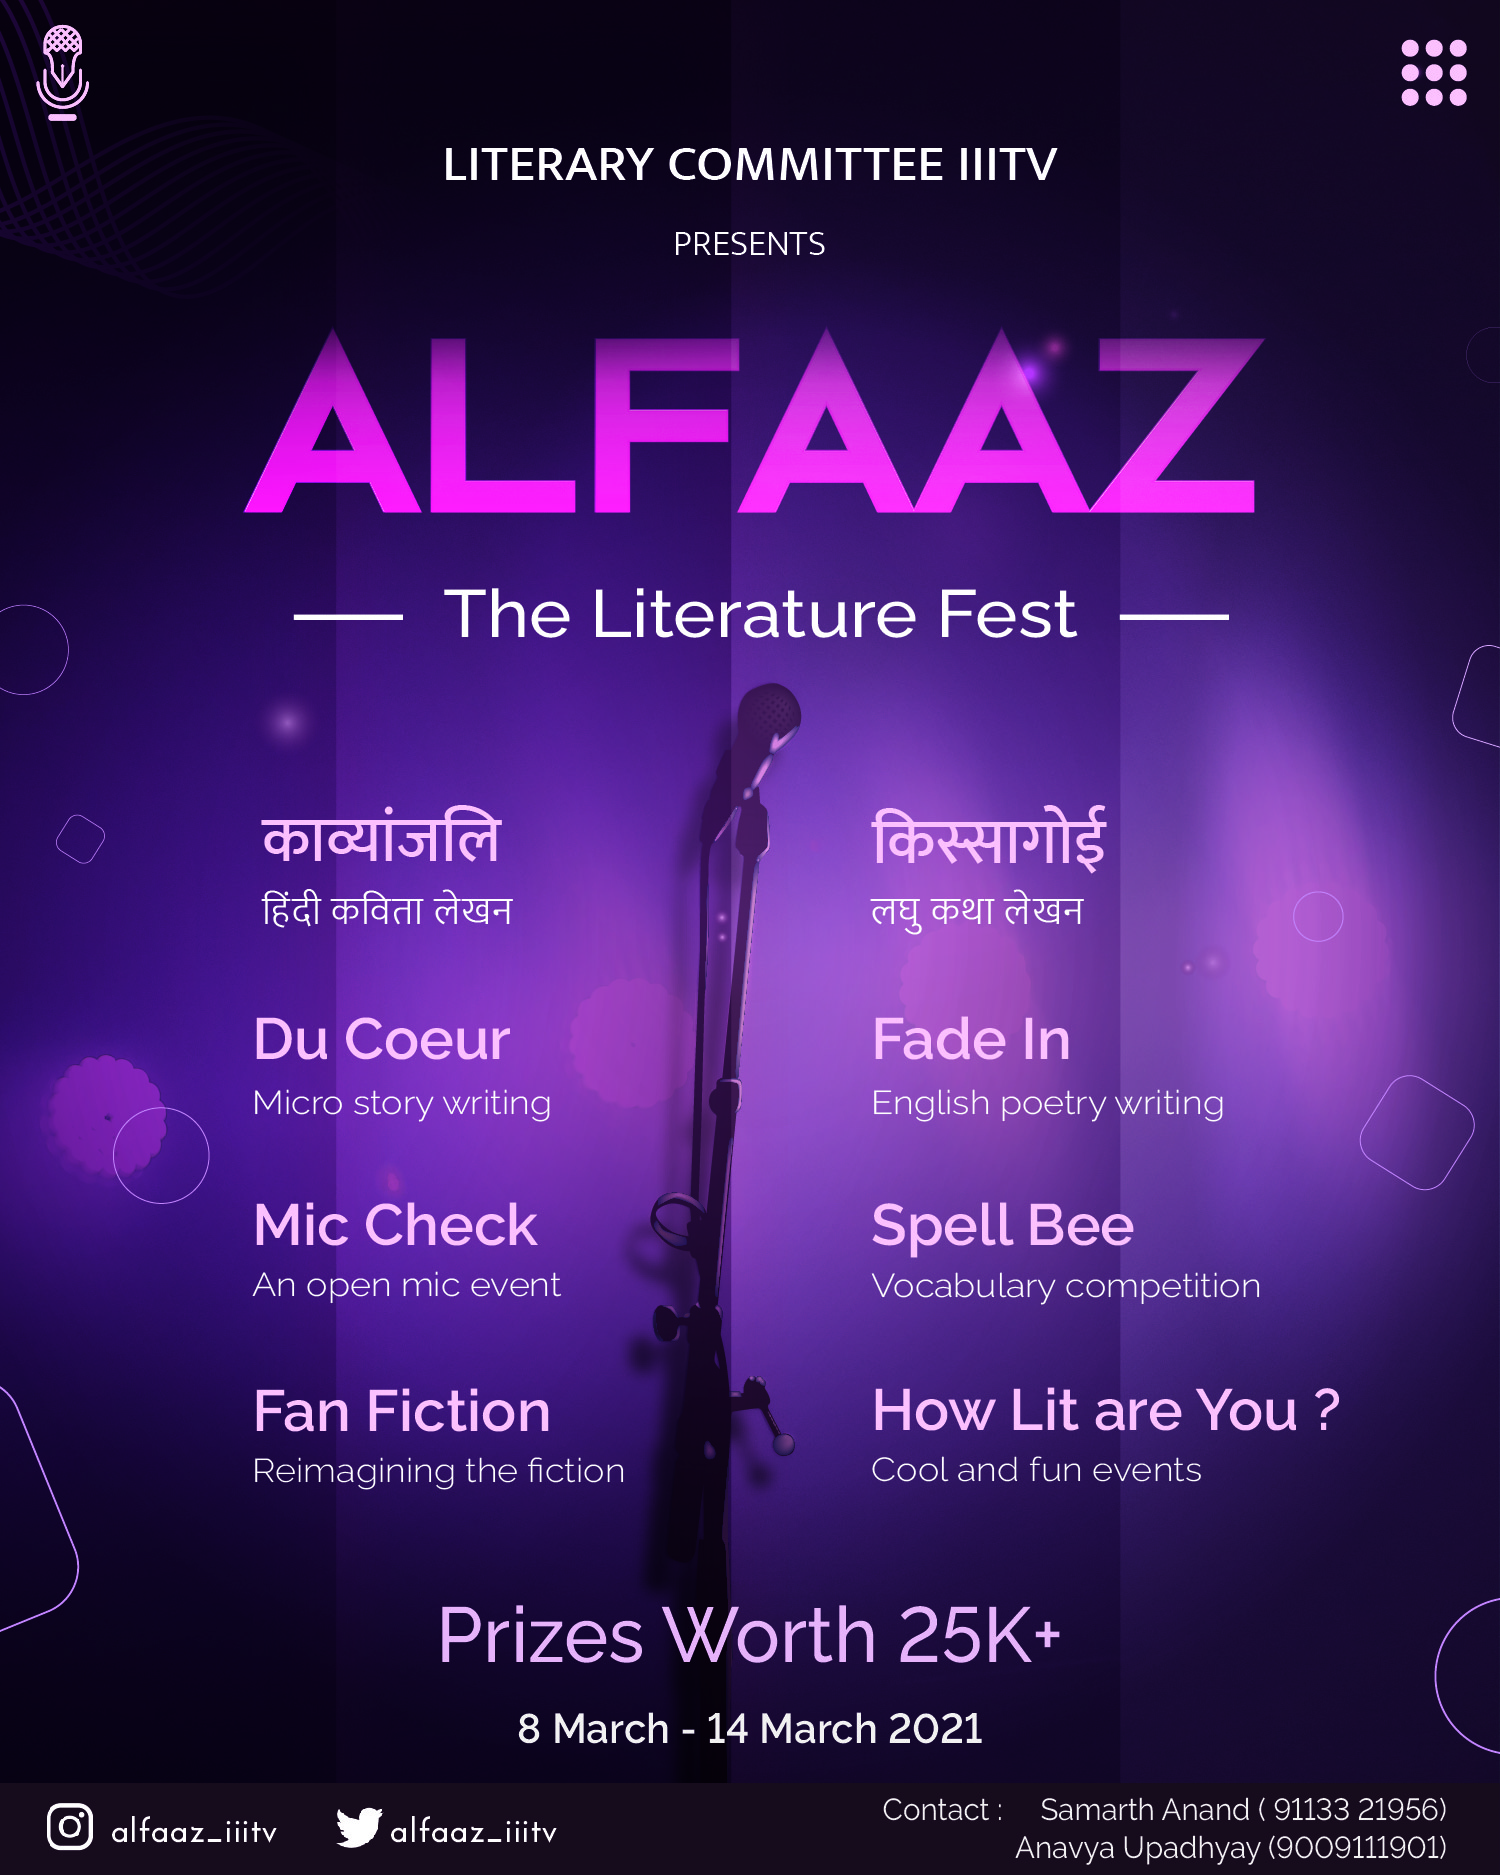 LITERARY COMMITTEE IIITV
PRESENTS
ALFAAZ
The Literature Fest
काव्यांजलि
हिंदी कविता लेखन
किस्सागोई
लघु कथा लेखन
Du Coeur
Micro story writing
Fade In
English poetry writing
Mic Check
An open mic event
Spell Bee
Vocabulary competition
Fan Fiction
Reimagining the fiction
How Lit are You ?
Cool and fun events
Prizes Worth 25K+
8 March - 14 March 2021
alfaaz_iiitv
alfaaz_iiitv
Contact : Samarth Anand ( 91133 21956)
Anavya Upadhyay (9009111901)